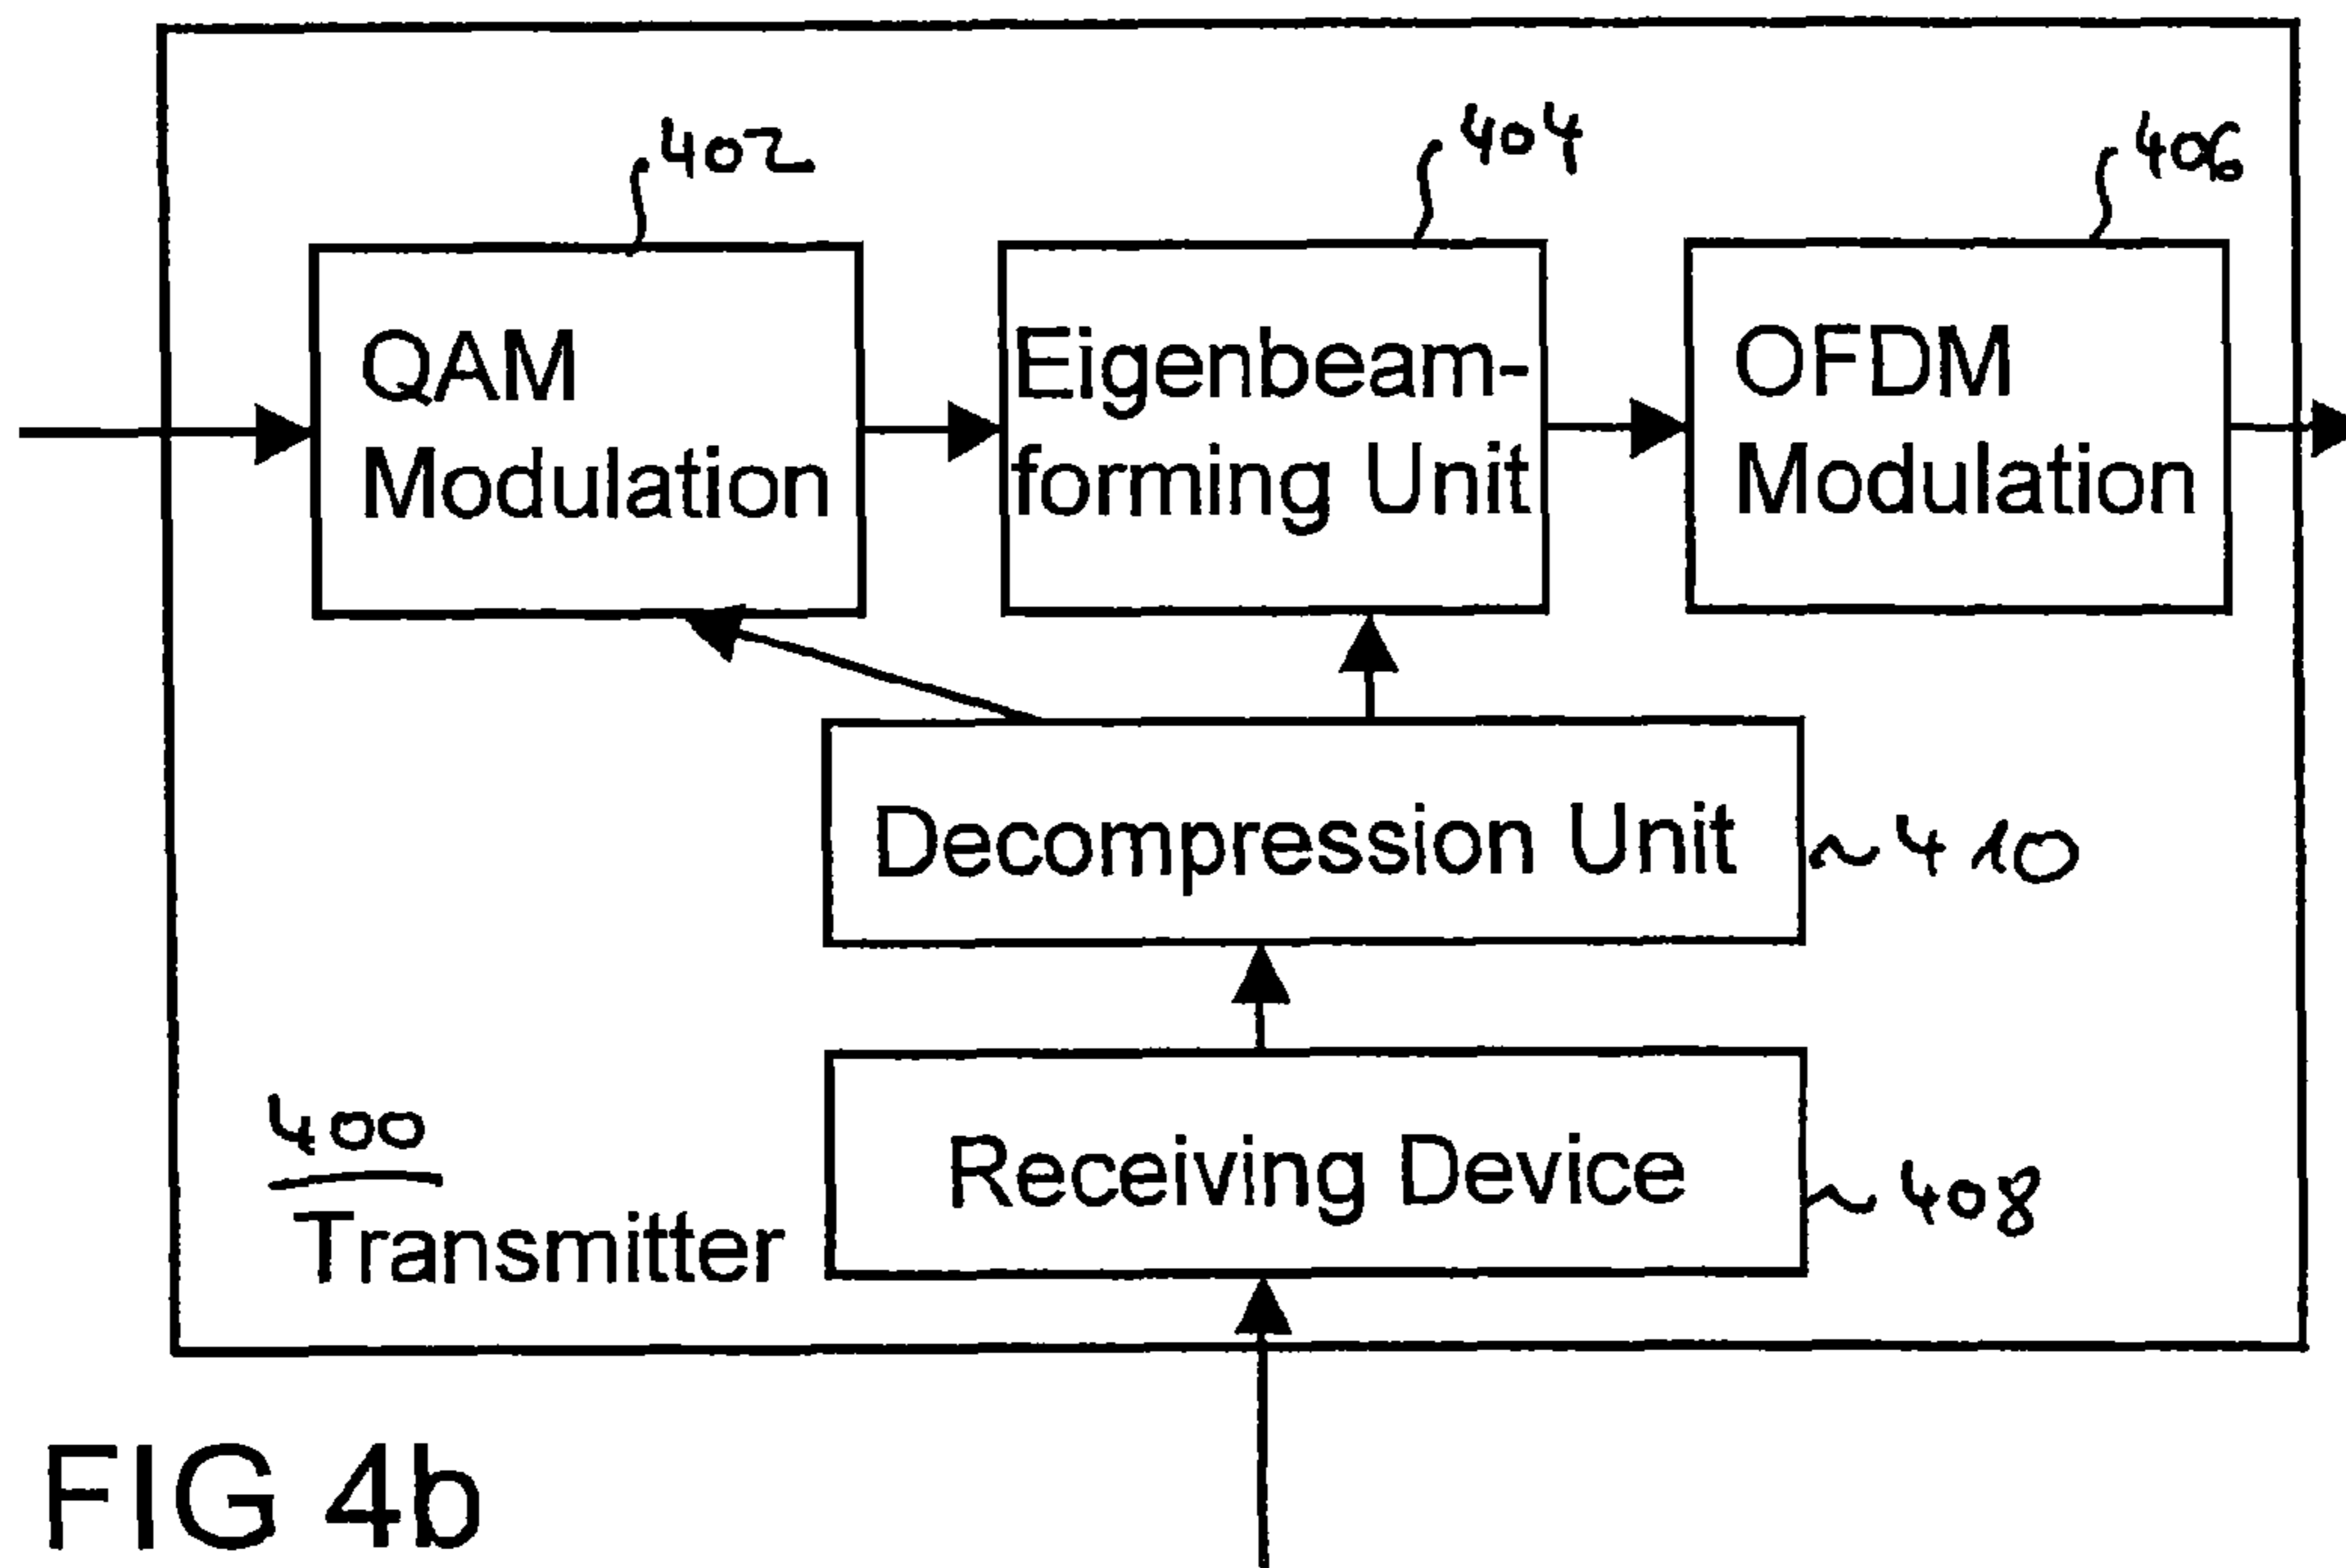 402
404
406
QAM
Modulation
Eigenbeam-
forming Unit
OFDM
Modulation
Decompression Unit
410
Receiving Device
408
400
Transmitter
FIG 4b